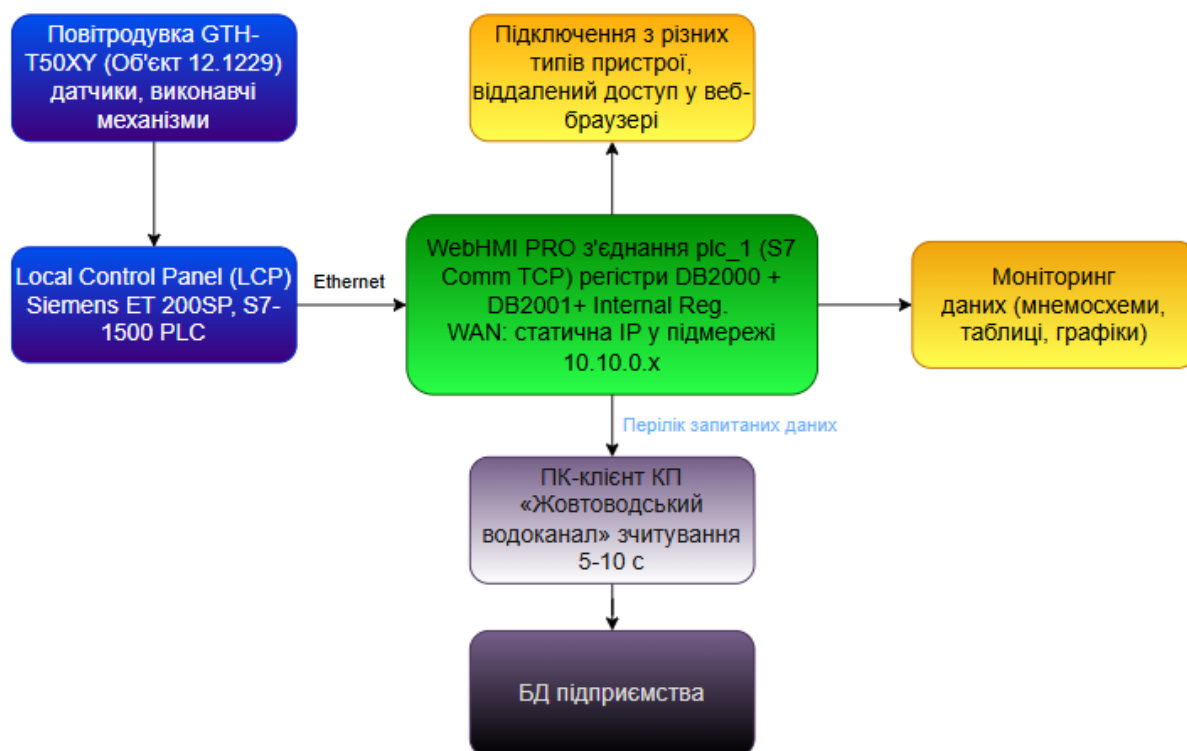 Повітродувка GTH-
T50XY (Об'єкт 12.1229)
датчики, виконавчі
механізми
Підключення з різних
типів пристрої,
віддалений доступ у веб-
браузері
Local Control Panel (LCP)
Siemens ET 200SP, S7-
1500 PLC
Ethernet
WebHMI PRO з'єднання plc_1 (S7
Comm TCP) регістри DB2000 +
DB2001+ Internal Reg.
WAN: статична IP у підмережі
10.10.0.x
Моніторинг
даних (мнемосхеми,
таблиці, графіки)
Перілік запитаних даних
ПК-клієнт КП
«Жовтоводський
водоканал» зчитування
5-10 с
БД підприємства